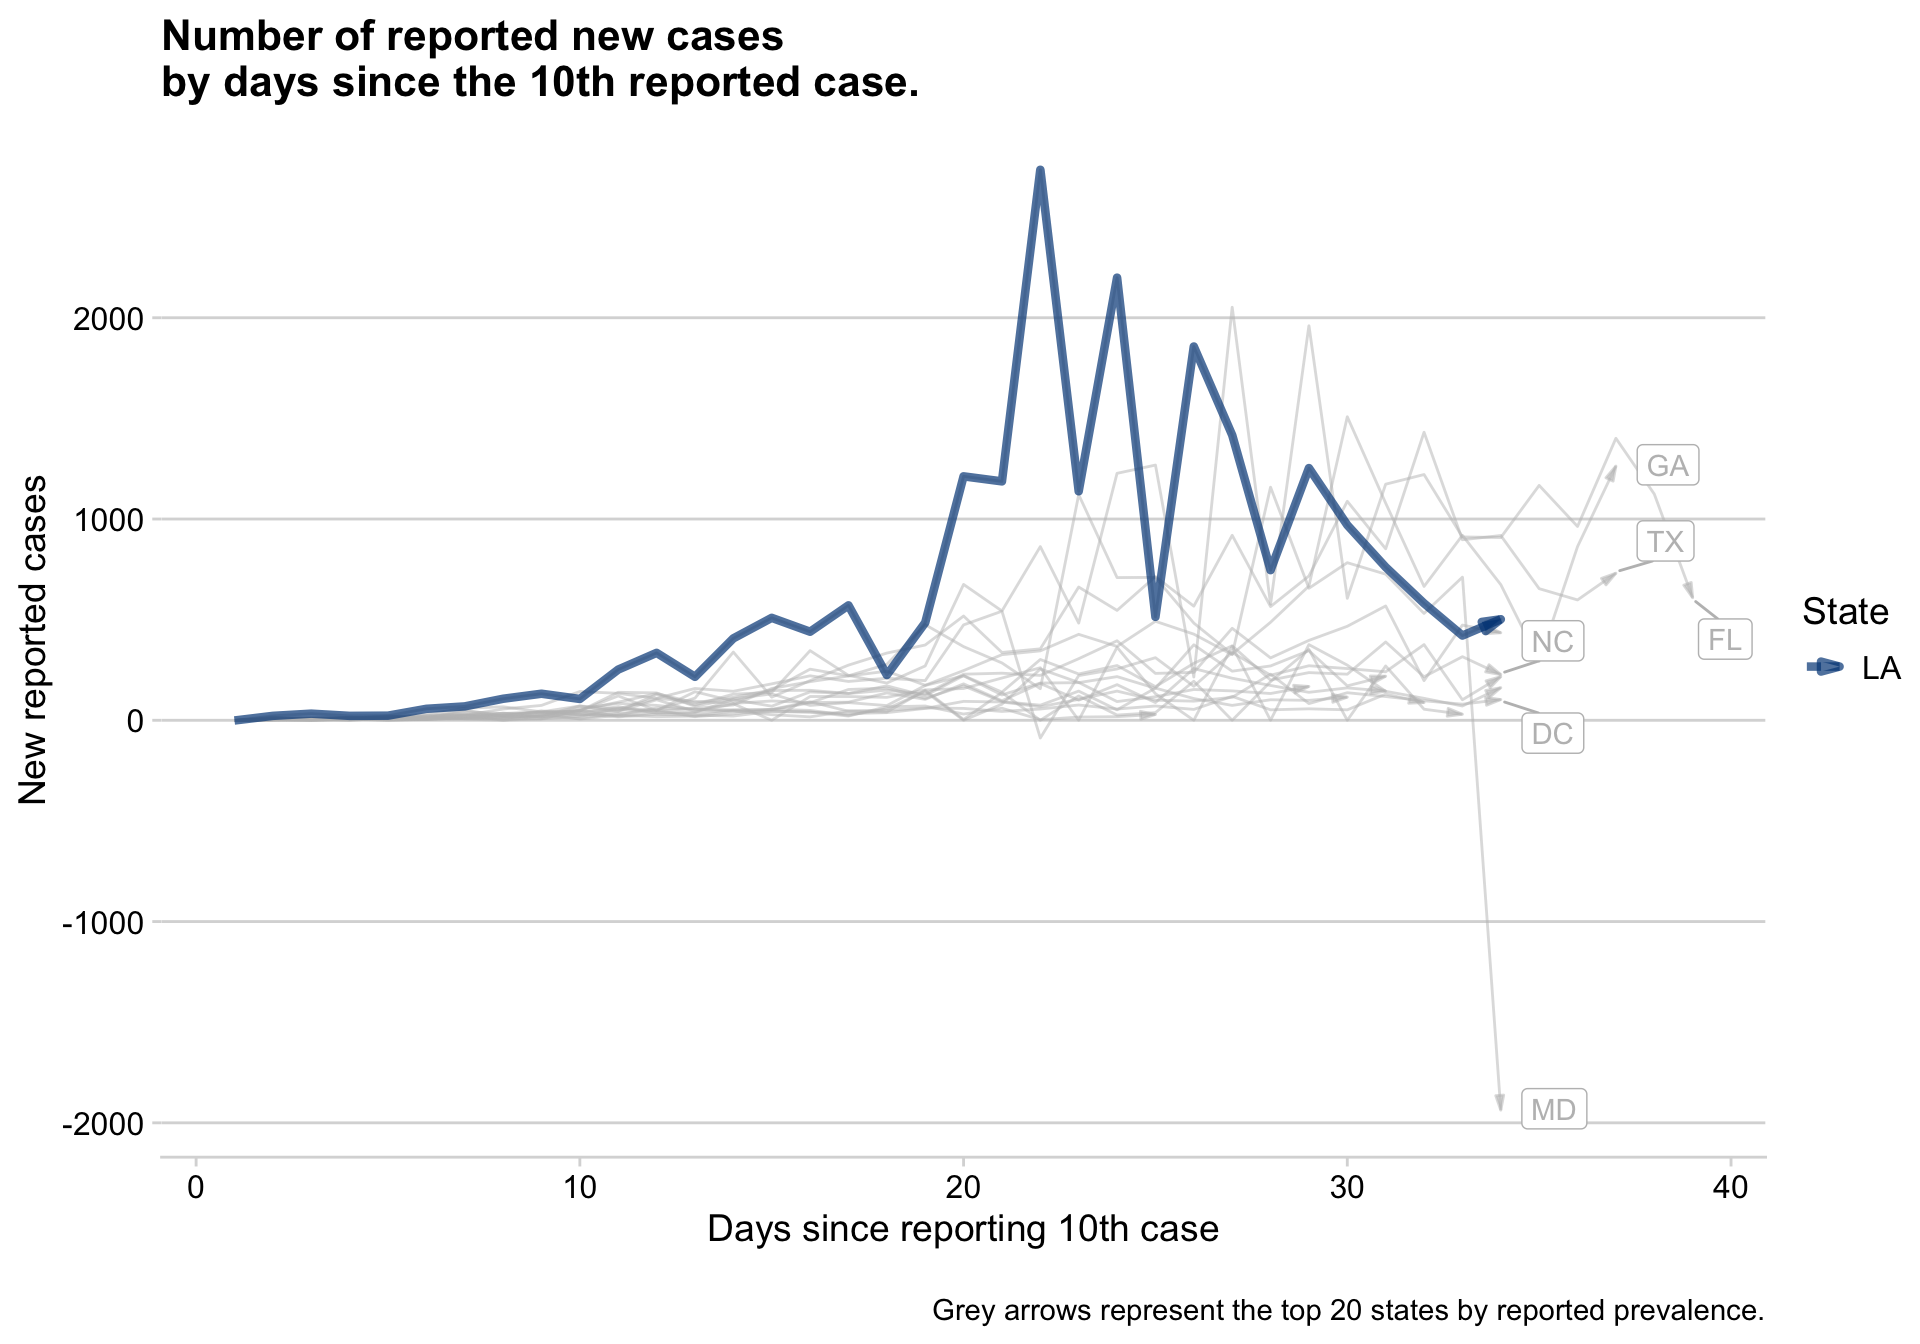 Number of reported new cases
by days since the 10th reported case.
New reported cases
2000
1000
0
-1000
-2000
GA
TX
FL
NC
DC
MD
State
LA
0
10
20
30
40
Days since reporting 10th case
Grey arrows represent the top 20 states by reported prevalence.